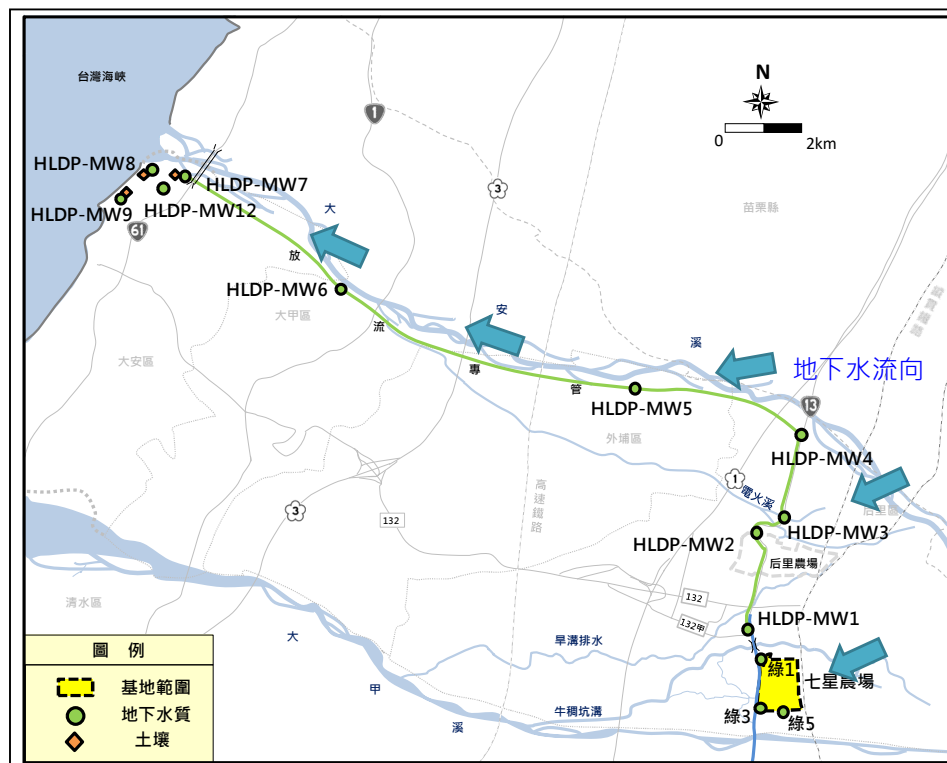 台灣海峽
N
0 2km
1
3
苗栗縣
HLDP-MW8
HLDP-MW7
HLDP-MW9
HLDP-MW12
61
大
放
HLDP-MW6
大甲區
流
安
專
溪
大安區
管
地下水流向
HLDP-MW5
13
外埔區
HLDP-MW4
1
電火溪
高速鐵路
3
132
后里區
HLDP-MW3
HLDP-MW2
后里農場
清水區
132
132甲
HLDP-MW1
大
旱溝排水
綠1
七星農場
甲
牛稠坑溝
綠3
綠5
溪
圖 例
基地範圍
地下水質
土壤